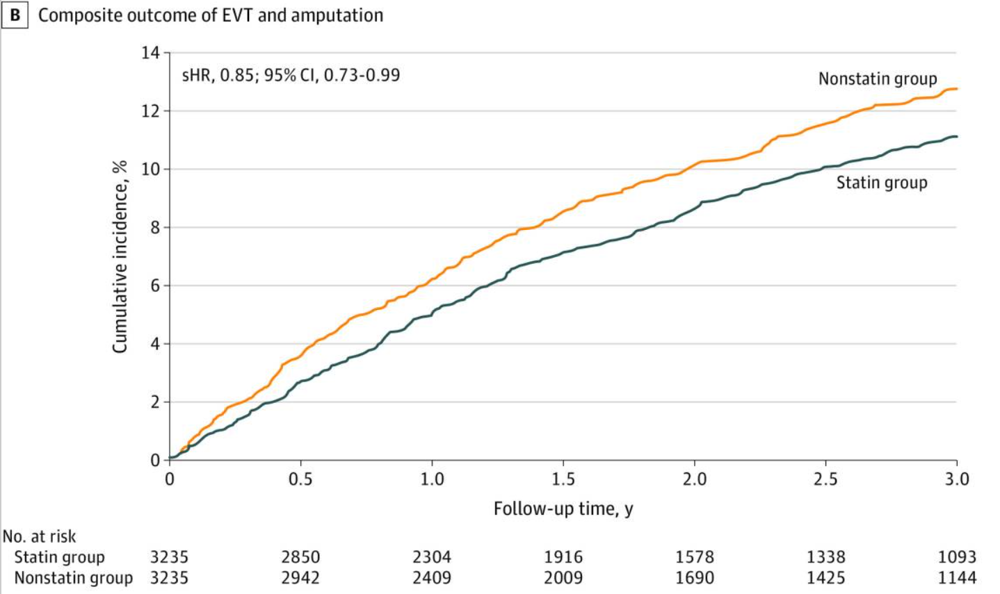 B Composite outcome of EVT and amputation
14
sHR, 0.85; 95% CI, 0.73-0.99
Nonstatin group
12
10
Statin group
8
6
4
2
0
Cumulative incidence, %
0 0.5 1.0 1.5 2.0 2.5 3.0
Follow-up time, y
No. at risk
Statin group 3235 2850 2304 1916 1578 1338 1093
Nonstatin group 3235 2942 2409 2009 1690 1425 1144